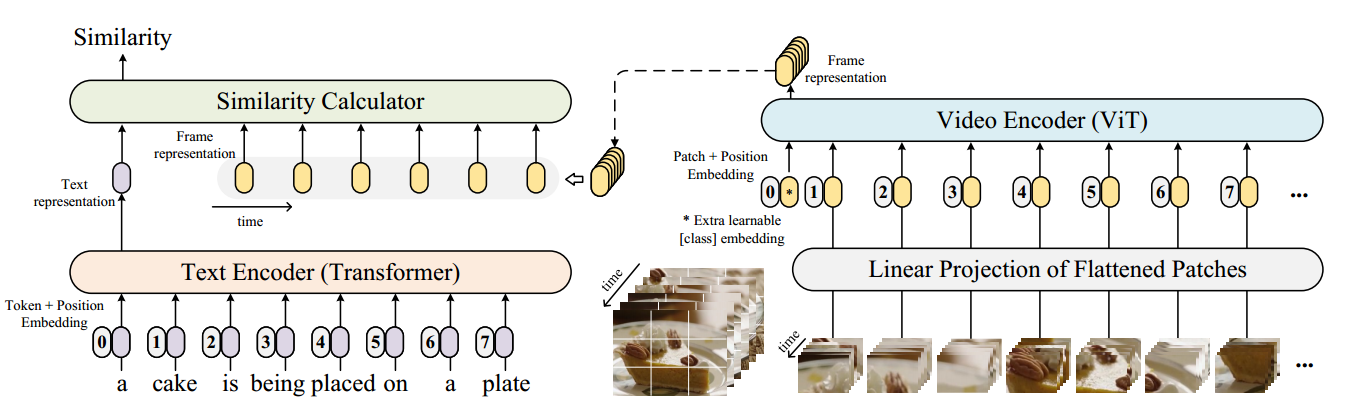 Similarity
Similarity Calculator
Frame
representation
Text
representation
time
Text Encoder (Transformer)
Token + Position
Embedding
0 1 2 3 4 5 6 7
a cake is being placed on a plate
Frame
representation
Video Encoder (ViT)
Patch + Position
Embedding
0 * 1 2 3 4 5 6 7 ...
* Extra learnable
[class] embedding
Linear Projection of Flattened Patches
time
time
...